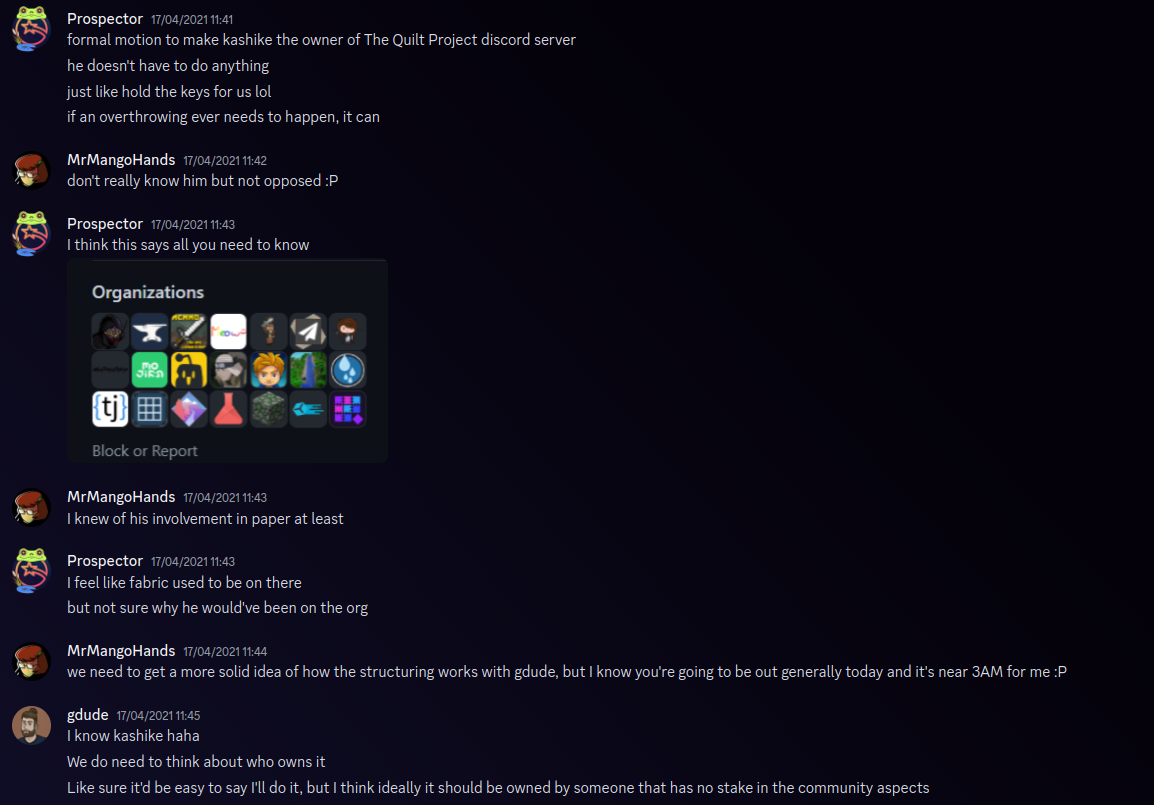 Prospector 17/04/2021 11:41
formal motion to make kashike the owner of The Quilt Project discord server
he doesn't have to do anything
just like hold the keys for us lol
if an overthrowing ever needs to happen, it can
MrMangoHands 17/04/2021 11:42
don't really know him but not opposed :P
Prospector 17/04/2021 11:43
I think this says all you need to know
Organizations
MO
JIRA
{tj}
Block or Report
MrMangoHands 17/04/2021 11:43
I knew of his involvement in paper at least
Prospector 17/04/2021 11:43
I feel like fabric used to be on there
but not sure why he would've been on the org
MrMangoHands 17/04/2021 11:44
we need to get a more solid idea of how the structuring works with gdude, but I know you're going to be out generally today and it's near 3AM for me :P
gdude 17/04/2021 11:45
I know kashike haha
We do need to think about who owns it
Like sure it'd be easy to say I'll do it, but I think ideally it should be owned by someone that has no stake in the community aspects